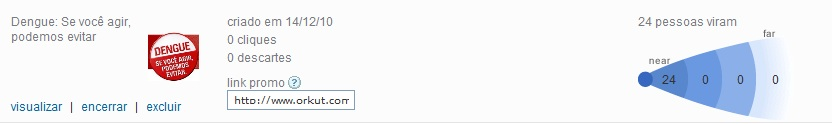 Dengue: Se você agir,
podemos evitar
DENGUE
SE VOCÊ AGIR,
PODEMOS
EVITAR
visualizar | encerrar | excluir
criado em 14/12/10
0 cliques
0 descartes
link promo ?
http://www.orkut.com
24 pessoas viram
near
far
24 0 0 0